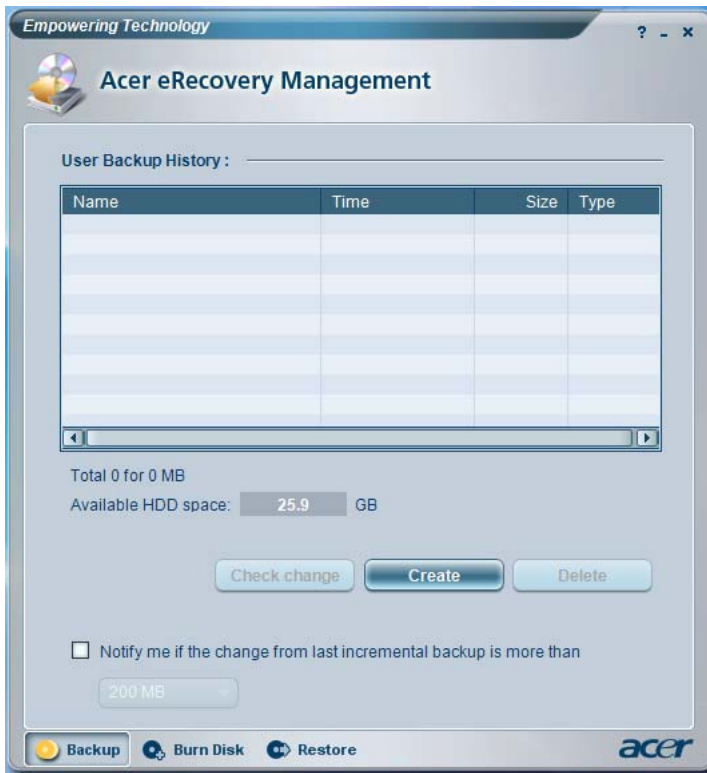 Empowering Technology
? - ×
Acer eRecovery Management
User Backup History :
Name Time Size Type
Total 0 for 0 MB
Available HDD space: 25.9 GB
Check change Create Delete
Notify me if the change from last incremental backup is more than
200 MB
Backup Burn Disk Restore acer